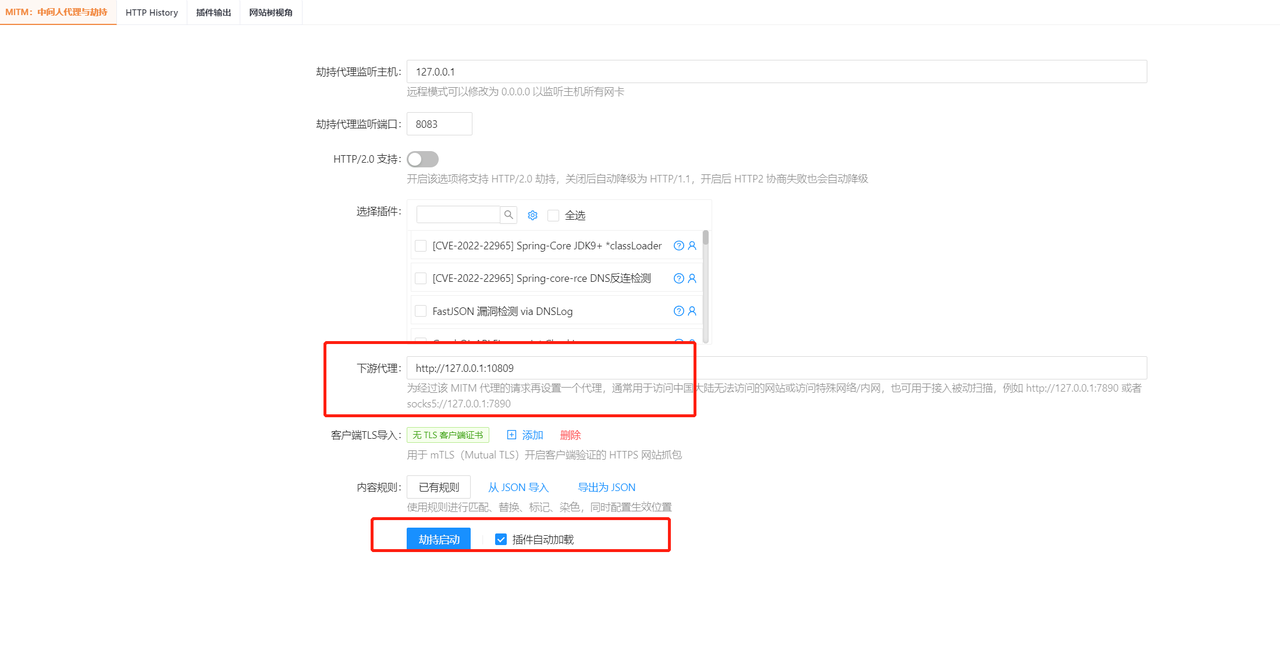 MITM：中间人代理与劫持 HTTP History 插件输出 网站树视角
劫持代理监听主机： 127.0.0.1
远程模式可以修改为 0.0.0.0 以监听主机所有网卡
劫持代理监听端口： 8083
HTTP/2.0 支持：
开启该选项将支持 HTTP/2.0 劫持，关闭后自动降级为 HTTP/1.1，开启后 HTTP2 协商失败也会自动降级
选择插件： 全选
[CVE-2022-22965] Spring-Core JDK9+ *classLoader
[CVE-2022-22965] Spring-core-rce DNS反连检测
FastJSON 漏洞检测 via DNSLog
下游代理： http://127.0.0.1:10809
为经过该 MITM 代理的请求再设置一个代理，通常用于访问中国大陆无法访问的网站或访问特殊网络/内网，也可用于接入被动扫描，例如 http://127.0.0.1:7890 或者
socks5://127.0.0.1:7890
客户端TLS导入： 无 TLS 客户端证书 添加 删除
用于 mTLS（Mutual TLS）开启客户端验证的 HTTPS 网站抓包
内容规则： 已有规则 从 JSON 导入 导出为 JSON
使用规则进行匹配、替换、标记、染色，同时配置生效位置
劫持启动 插件自动加载